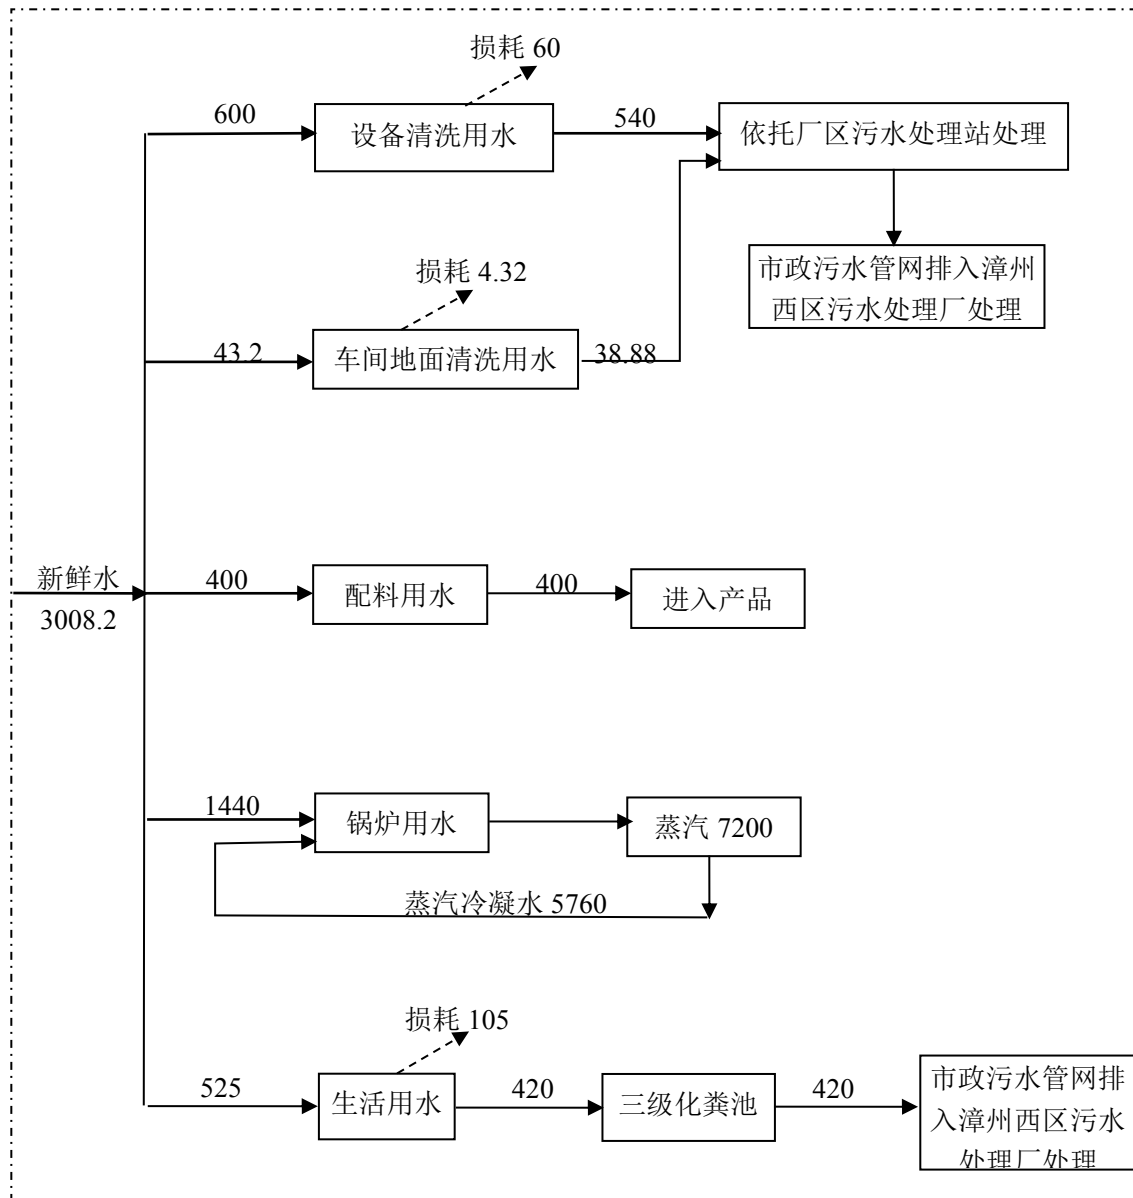 损耗 60
600
设备清洗用水
540
依托厂区污水处理站处理
市政污水管网排入漳州
西区污水处理厂处理
损耗 4.32
43.2
车间地面清洗用水
38.88
新鲜水
3008.2
400
配料用水
400
进入产品
1440
锅炉用水
蒸汽 7200
蒸汽冷凝水 5760
损耗 105
525
生活用水
420
三级化粪池
420
市政污水管网排
入漳州西区污水
处理厂处理